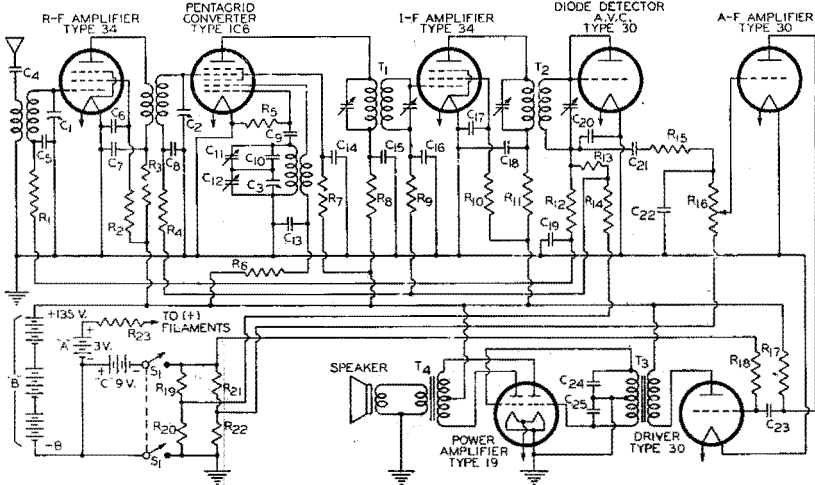 R-F AMPLIFIER
TYPE 34
PENTAGRID
CONVERTER
TYPE 1C6
I-F AMPLIFIER
TYPE 34
DIODE DETECTOR
A.V.C.
TYPE 30
A-F AMPLIFIER
TYPE 30
C4
C1
C5
C6
C7
R1
R2
R3
R4
C2
C8
R5
C9
C11
C10
C12
C3
C13
R6
C14
R7
T1
C15
R8
C16
R9
C17
R10
C18
R11
T2
C20
R13
R12
R14
C19
C21
R15
C22
R16
+135 V.
"B"
-B
"A"
+
3 V.
R23
TO (+)
FILAMENTS
"C" 9 V.
S1
R19
R21
R20
R22
S1
SPEAKER
T4
POWER
AMPLIFIER
TYPE 19
C24
C25
T3
DRIVER
TYPE 30
R18
R17
C23